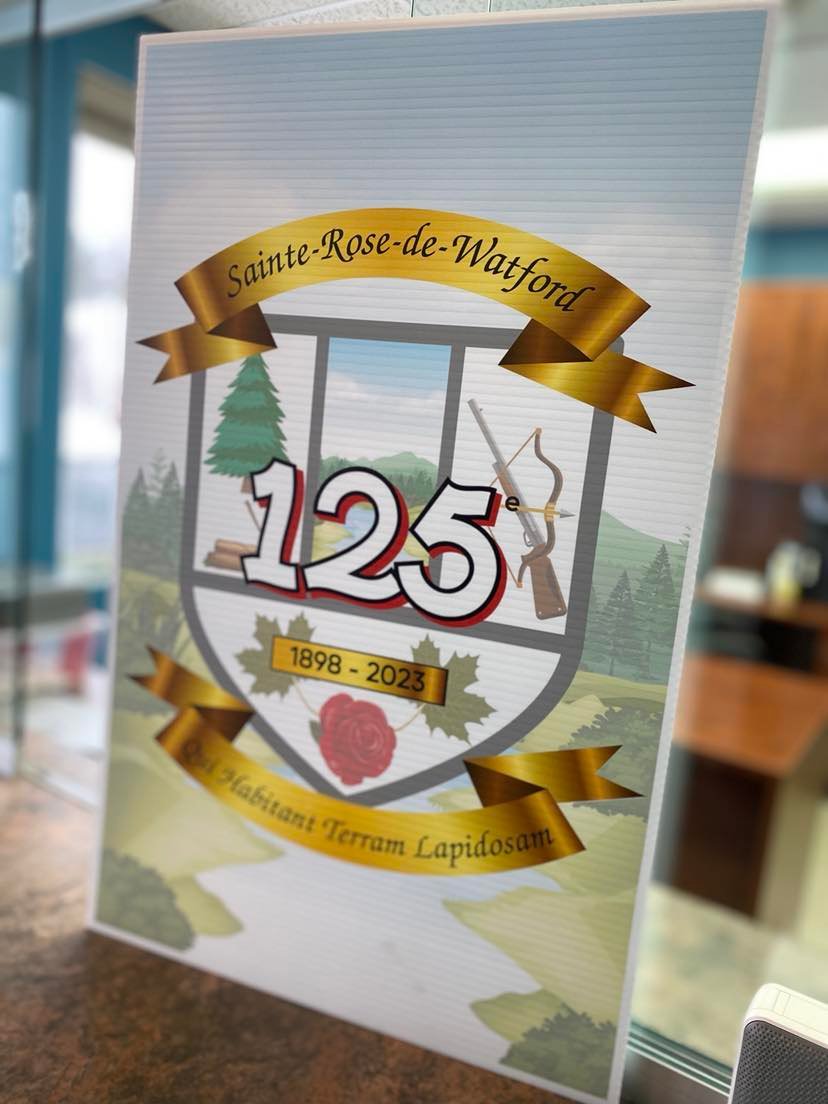 Sainte-Rose-de-Watford
125e
1898 - 2023
Qui Habitant Terram Lapidosam